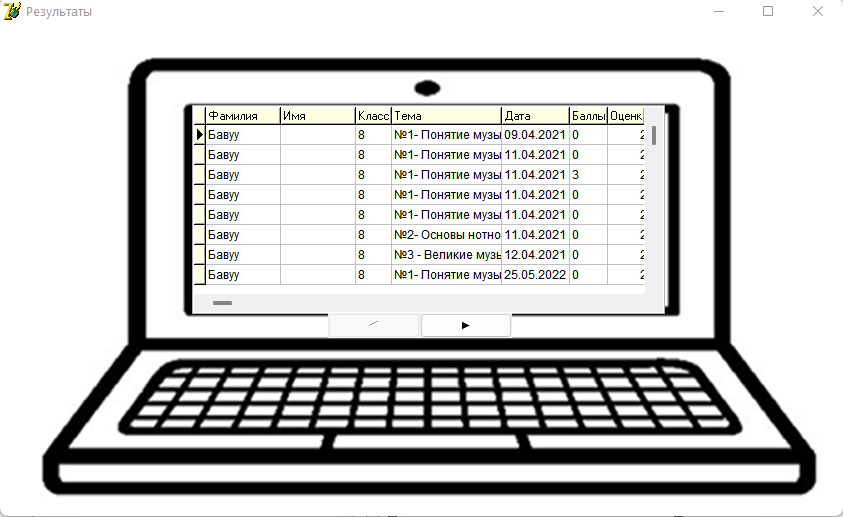 Результаты
Фамилия Имя Класс Тема Дата Баллы Оценк
Бавуу 8 №1- Понятие музы 09.04.2021 0 2
Бавуу 8 №1- Понятие музы 11.04.2021 0 2
Бавуу 8 №1- Понятие музы 11.04.2021 3 2
Бавуу 8 №1- Понятие музы 11.04.2021 0 2
Бавуу 8 №1- Понятие музы 11.04.2021 0 2
Бавуу 8 №2- Основы нотно 11.04.2021 0 2
Бавуу 8 №3 - Великие музы 12.04.2021 0 2
Бавуу 8 №1- Понятие музы 25.05.2022 0 2